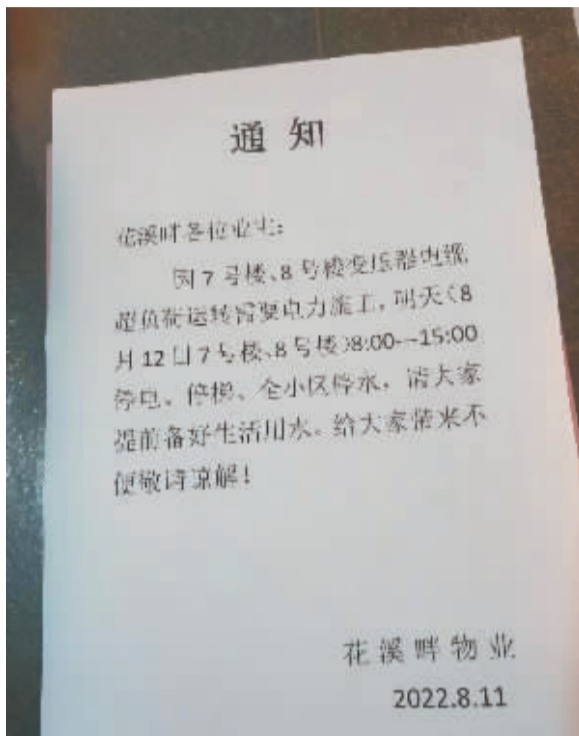 通知
花溪畔各位业主:
因7号楼、8号楼变压器电缆
超负荷运转需要电力施工,明天(8
月12日7号楼、8号楼)8:00---15:00
停电、停梯、全小区停水,请大家
提前备好生活用水。给大家带来不
便敬请谅解!
花溪畔物业
2022.8.11